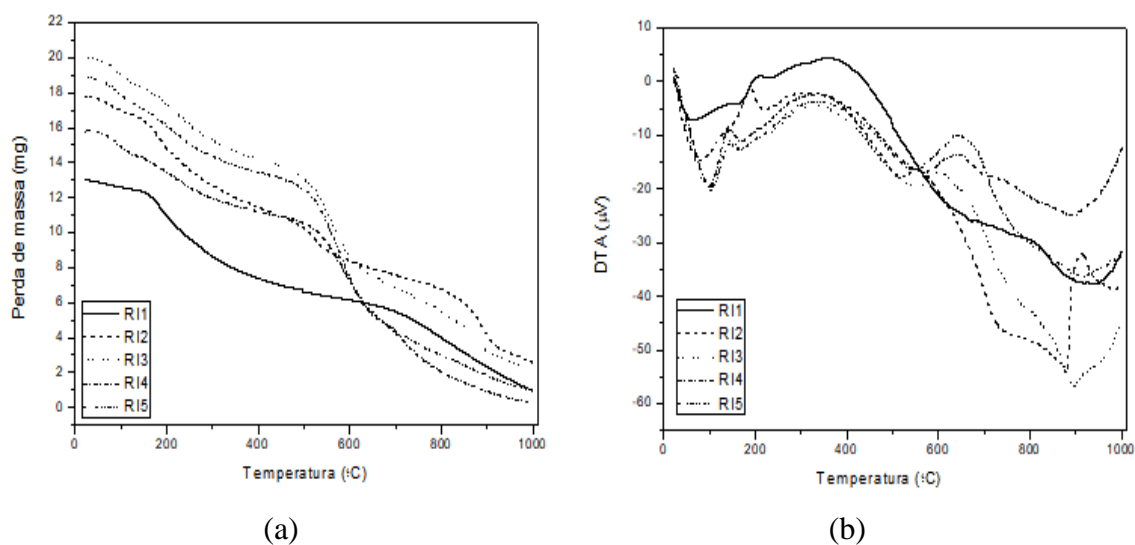 22
20
18
16
14
12
10
8
6
4
2
0
Perda de massa (mg)
RI1
RI2
RI3
RI4
RI5
0 200 400 600 800 1000
Temperatura (ºC)
(a)
10
0
-10
-20
-30
-40
-50
-60
DTA (µV)
RI1
RI2
RI3
RI4
RI5
0 200 400 600 800 1000
Temperatura (ºC)
(b)